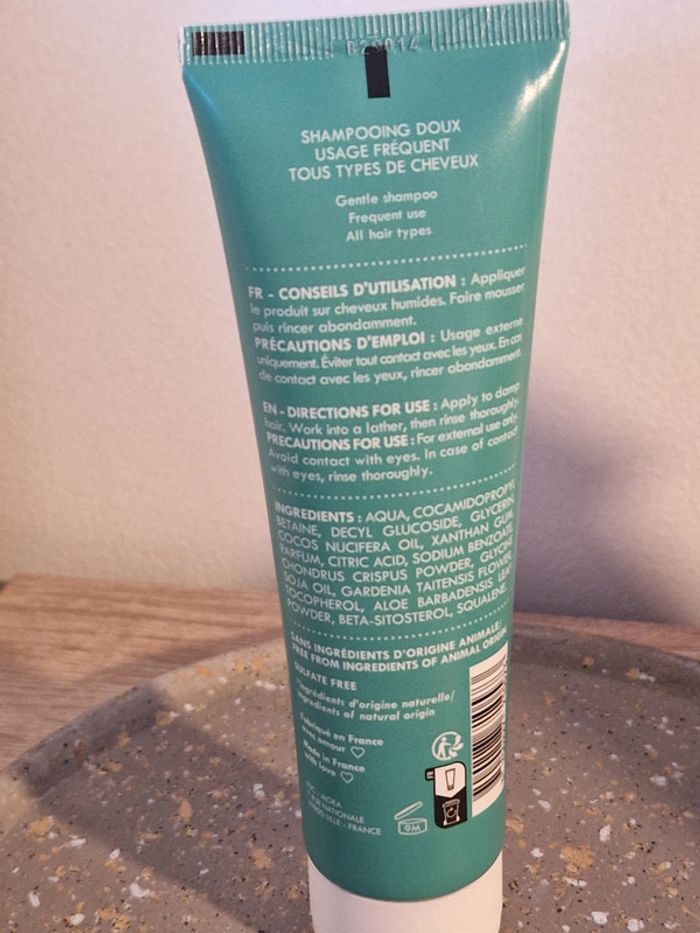 B23014
SHAMPOOING DOUX
USAGE FRÉQUENT
TOUS TYPES DE CHEVEUX
Gentle shampoo
Frequent use
All hair types
FR - CONSEILS D'UTILISATION : Appliquer
le produit sur cheveux humides. Faire mousser
puis rincer abondamment.
PRÉCAUTIONS D'EMPLOI : Usage externe
uniquement. Éviter tout contact avec les yeux. En cas
de contact avec les yeux, rincer abondamment.
EN - DIRECTIONS FOR USE : Apply to damp
hair. Work into a lather, then rinse thoroughly.
PRECAUTIONS FOR USE : For external use only.
Avoid contact with eyes. In case of contact
with eyes, rinse thoroughly.
INGREDIENTS : AQUA, COCAMIDOPROPYL
BETAINE, DECYL GLUCOSIDE, GLYCERIN,
COCOS NUCIFERA OIL, XANTHAN GUM,
PARFUM, CITRIC ACID, SODIUM BENZOATE,
CHONDRUS CRISPUS POWDER, GLYCINE
SOJA OIL, GARDENIA TAITENSIS FLOWER,
TOCOPHEROL, ALOE BARBADENSIS LEAF
POWDER, BETA-SITOSTEROL, SQUALENE.
SANS INGRÉDIENTS D'ORIGINE ANIMALE/
FREE FROM INGREDIENTS OF ANIMAL ORIGIN
SULFATE FREE
*Ingrédients d'origine naturelle/
Ingredients of natural origin
Fabriqué en France
avec amour
Made in France
with love
MORA
RUE NATIONALE
LILLE - FRANCE
9M